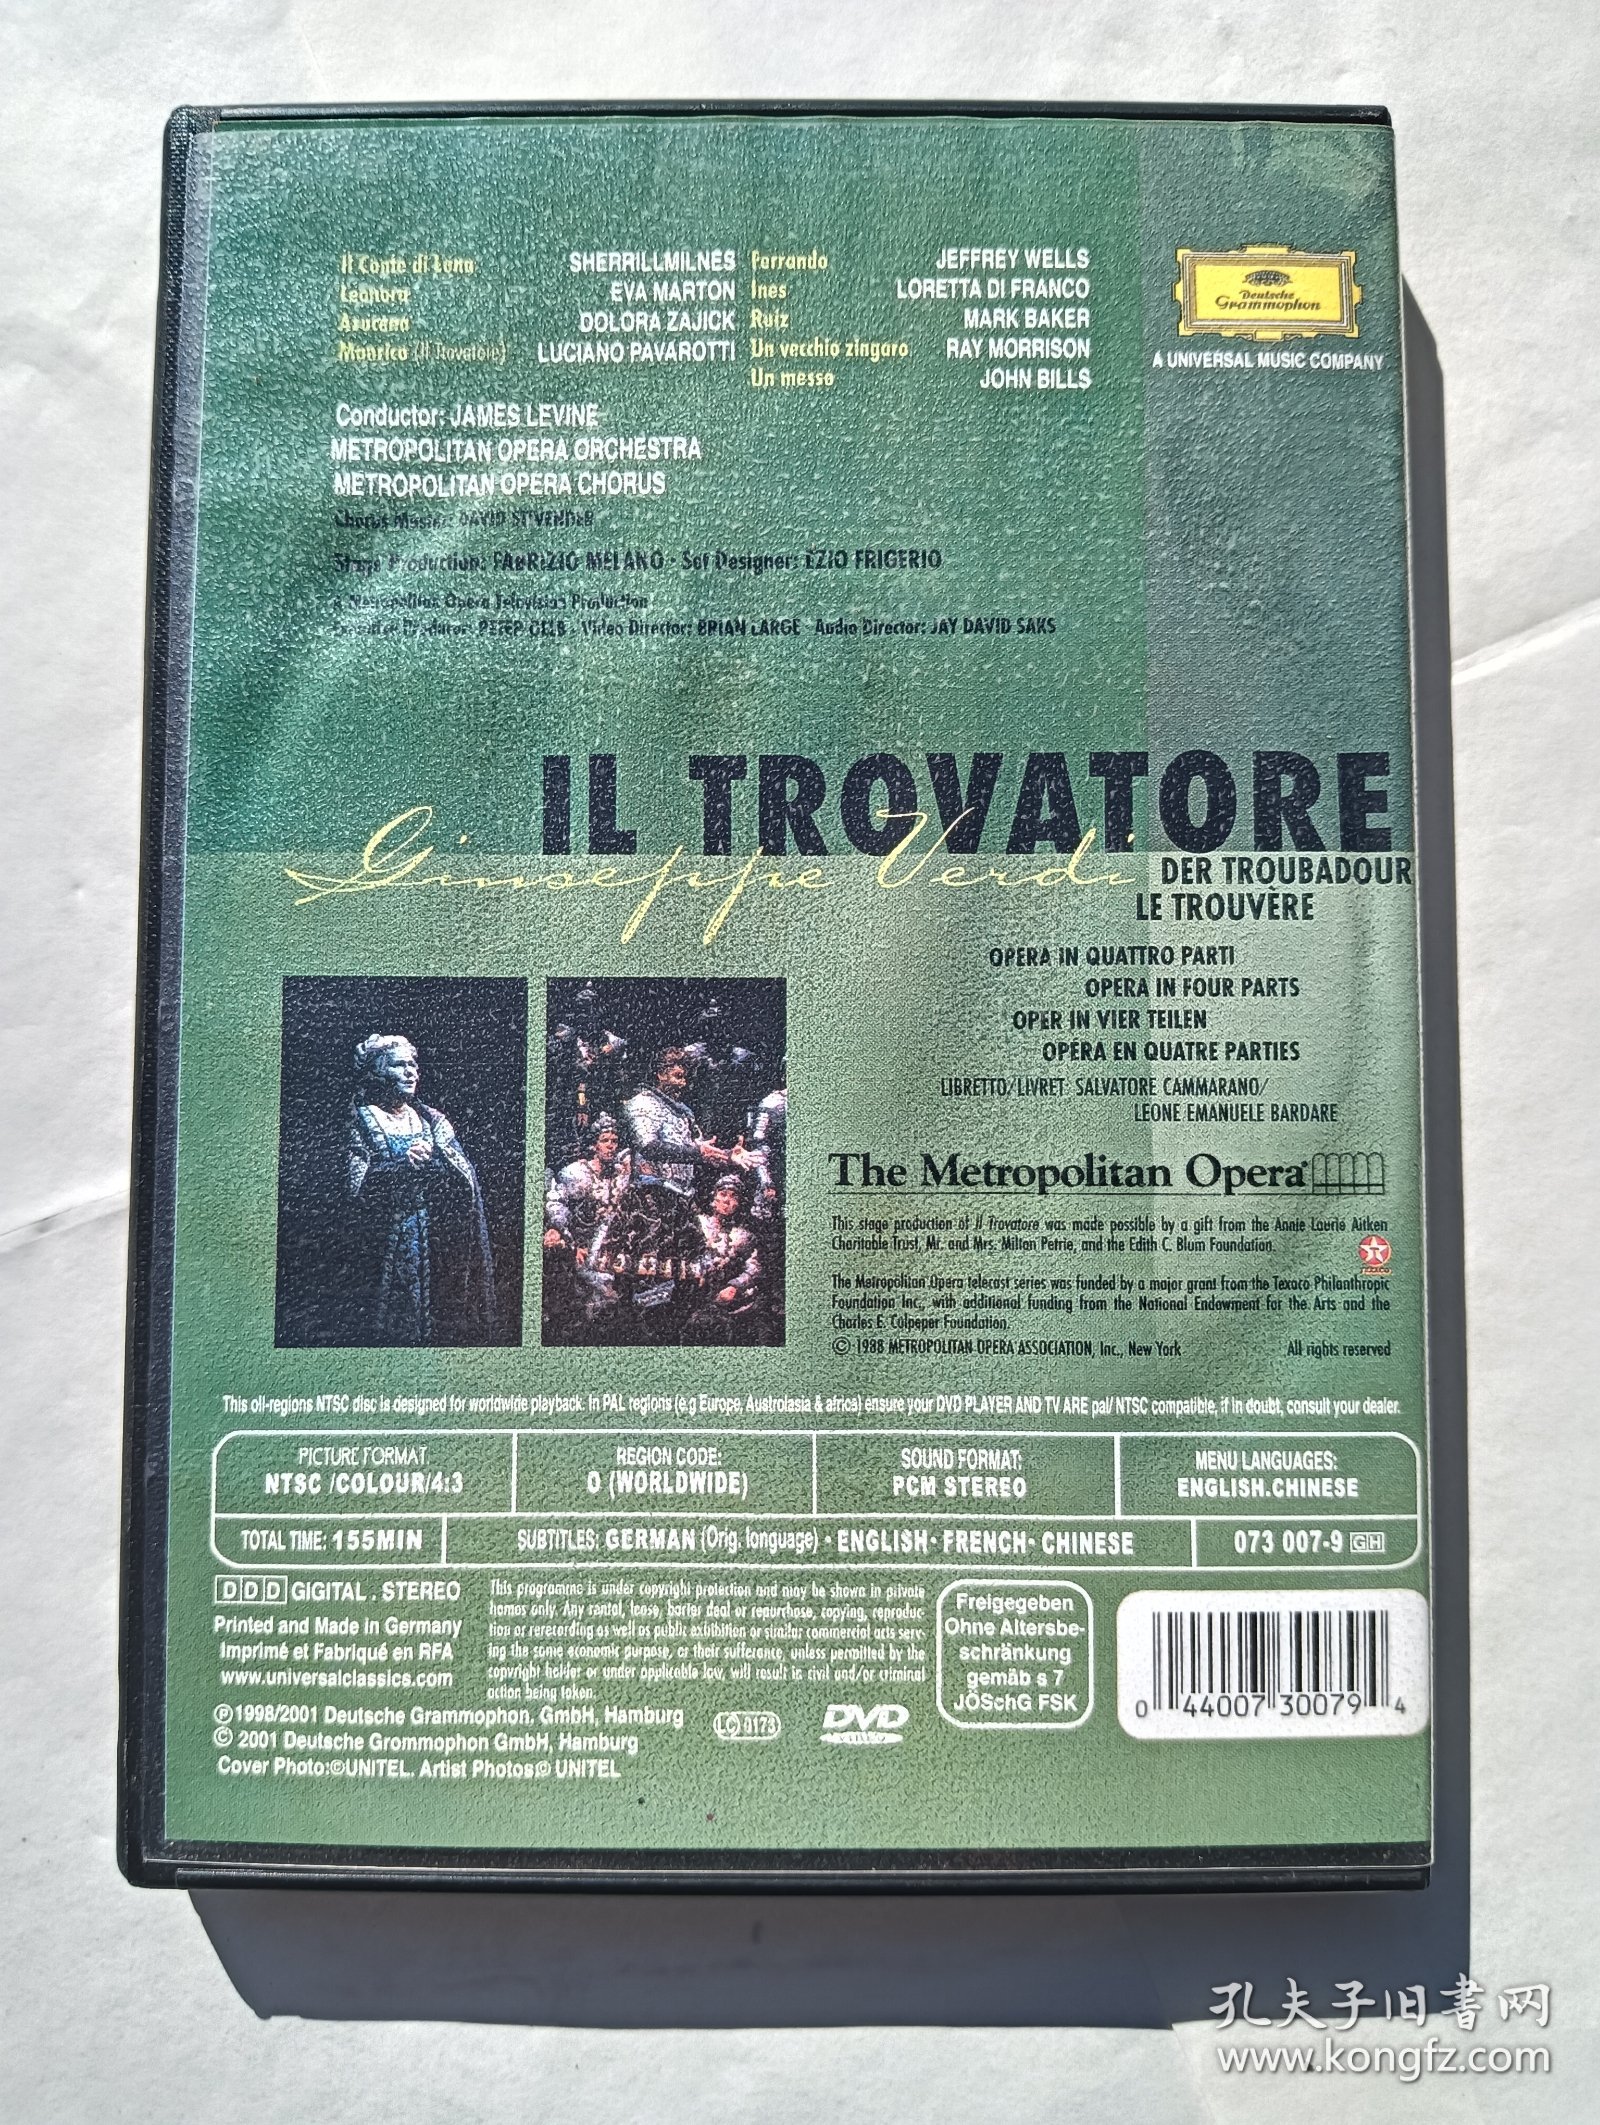 Il Conte di Luna SHERRILLMILNES
Leonora EVA MARTON
Azucena DOLORA ZAJICK
Manrico (Il Trovatore) LUCIANO PAVAROTTI
Ferrando JEFFREY WELLS
Ines LORETTA DI FRANCO
Ruiz MARK BAKER
Un vecchio zingaro RAY MORRISON
Un messo JOHN BILLS
Deutsche
Grammophon
A UNIVERSAL MUSIC COMPANY
Conductor: JAMES LEVINE
METROPOLITAN OPERA ORCHESTRA
METROPOLITAN OPERA CHORUS
Chorus Master: DAVID STIVENDER
Stage Production: FABRIZIO MELANO · Set Designer: EZIO FRIGERIO
A Metropolitan Opera Television Production
Executive Producer: PETER GELB · Video Director: BRIAN LARGE · Audio Director: JAY DAVID SAKS
IL TROVATORE
Giuseppe Verdi
DER TROUBADOUR
LE TROUVÈRE
OPERA IN QUATTRO PARTI
OPERA IN FOUR PARTS
OPER IN VIER TEILEN
OPÉRA EN QUATRE PARTIES
LIBRETTO/LIVRET: SALVATORE CAMMARANO/
LEONE EMANUELE BARDARE
The Metropolitan Opera
This stage production of Il Trovatore was made possible by a gift from the Annie Laurie Aitken
Charitable Trust, Mr. and Mrs. Milton Petrie, and the Edith C. Blum Foundation.
The Metropolitan Opera telecast series was funded by a major grant from the Texaco Philanthropic
Foundation Inc., with additional funding from the National Endowment for the Arts and the
Charles E. Culpeper Foundation.
© 1988 METROPOLITAN OPERA ASSOCIATION, Inc., New York All rights reserved
This oll-regions NTSC disc is designed for worldwide playback. In PAL regions (e.g Europe, Australasia & africa) ensure your DVD PLAYER AND TV ARE pal/ NTSC compatible, if in doubt, consult your dealer.
PICTURE FORMAT
NTSC /COLOUR/4:3
REGION CODE:
0 (WORLDWIDE)
SOUND FORMAT:
PCM STEREO
MENU LANGUAGES:
ENGLISH.CHINESE
TOTAL TIME: 155MIN
SUBTITLES: GERMAN (Orig. longuage) · ENGLISH · FRENCH · CHINESE
073 007-9 GH
DDD GIGITAL . STEREO
Printed and Made in Germany
Imprimé et Fabriqué en RFA
www.universalclassics.com
This programme is under copyright protection and may be shown in private
homes only. Any rental, lease, barter deal or repurchase, copying, reproduc-
tion or rerecording as well as public exhibition or similar commercial acts serv-
ing the same economic purpose, or their sufferance, unless permitted by the
copyright holder or under applicable law, will result in civil and/or criminal
action being taken.
Freigegeben
Ohne Altersbe-
schränkung
gemäb s 7
JÖSchG FSK
0 44007 30079 4
℗1998/2001 Deutsche Grammophon. GmbH, Hamburg
© 2001 Deutsche Grommophon GmbH, Hamburg
Cover Photo:©UNITEL. Artist Photos© UNITEL
LC 0173
DVD
孔夫子旧书网
www.kongfz.com